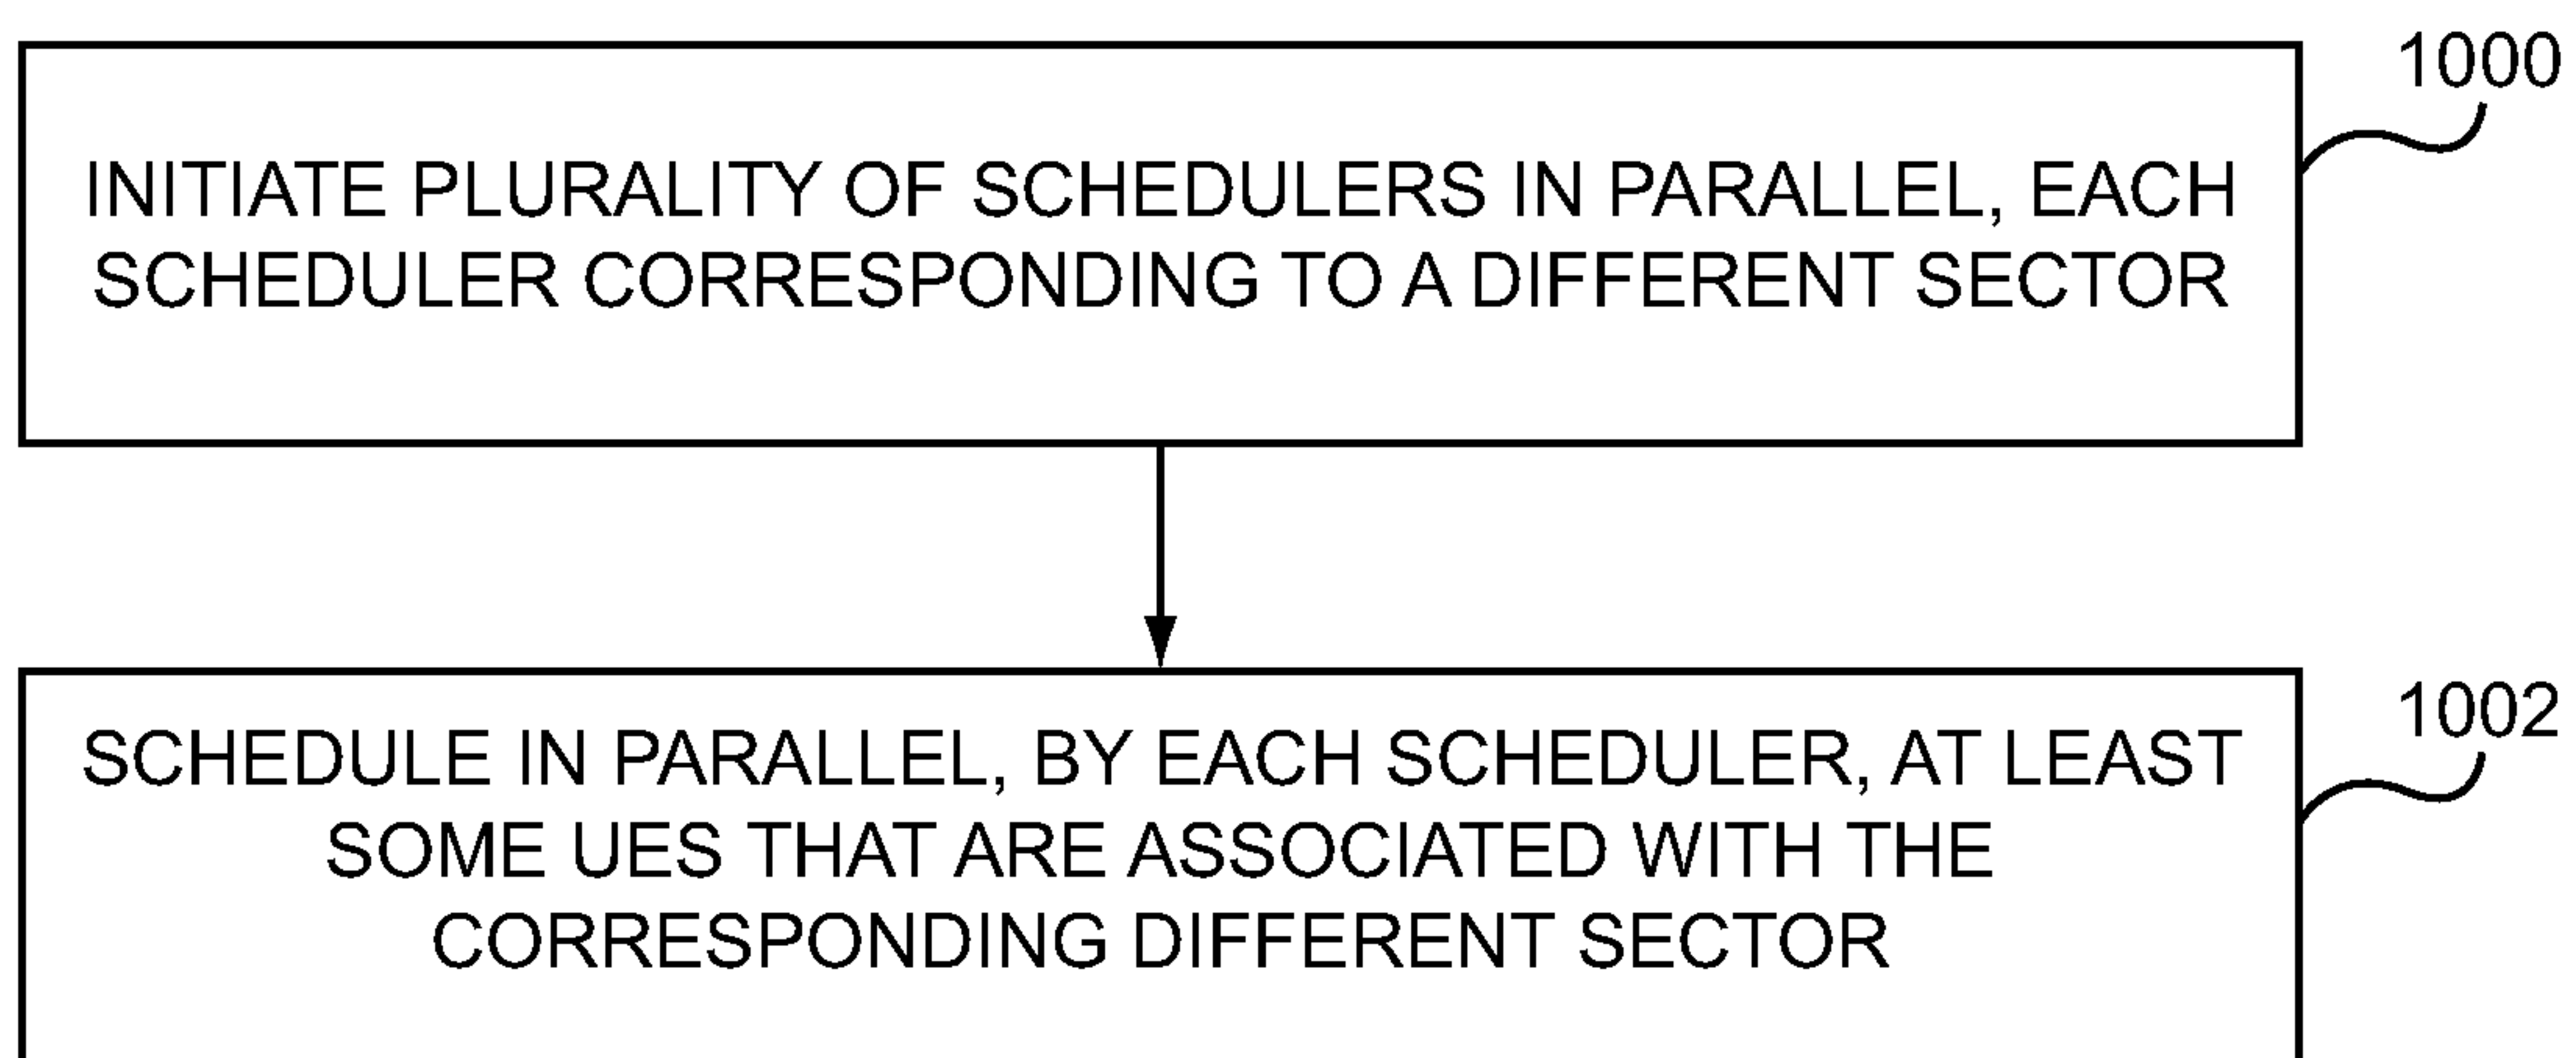 1000
INITIATE PLURALITY OF SCHEDULERS IN PARALLEL, EACH
SCHEDULER CORRESPONDING TO A DIFFERENT SECTOR
1002
SCHEDULE IN PARALLEL, BY EACH SCHEDULER, AT LEAST
SOME UES THAT ARE ASSOCIATED WITH THE
CORRESPONDING DIFFERENT SECTOR